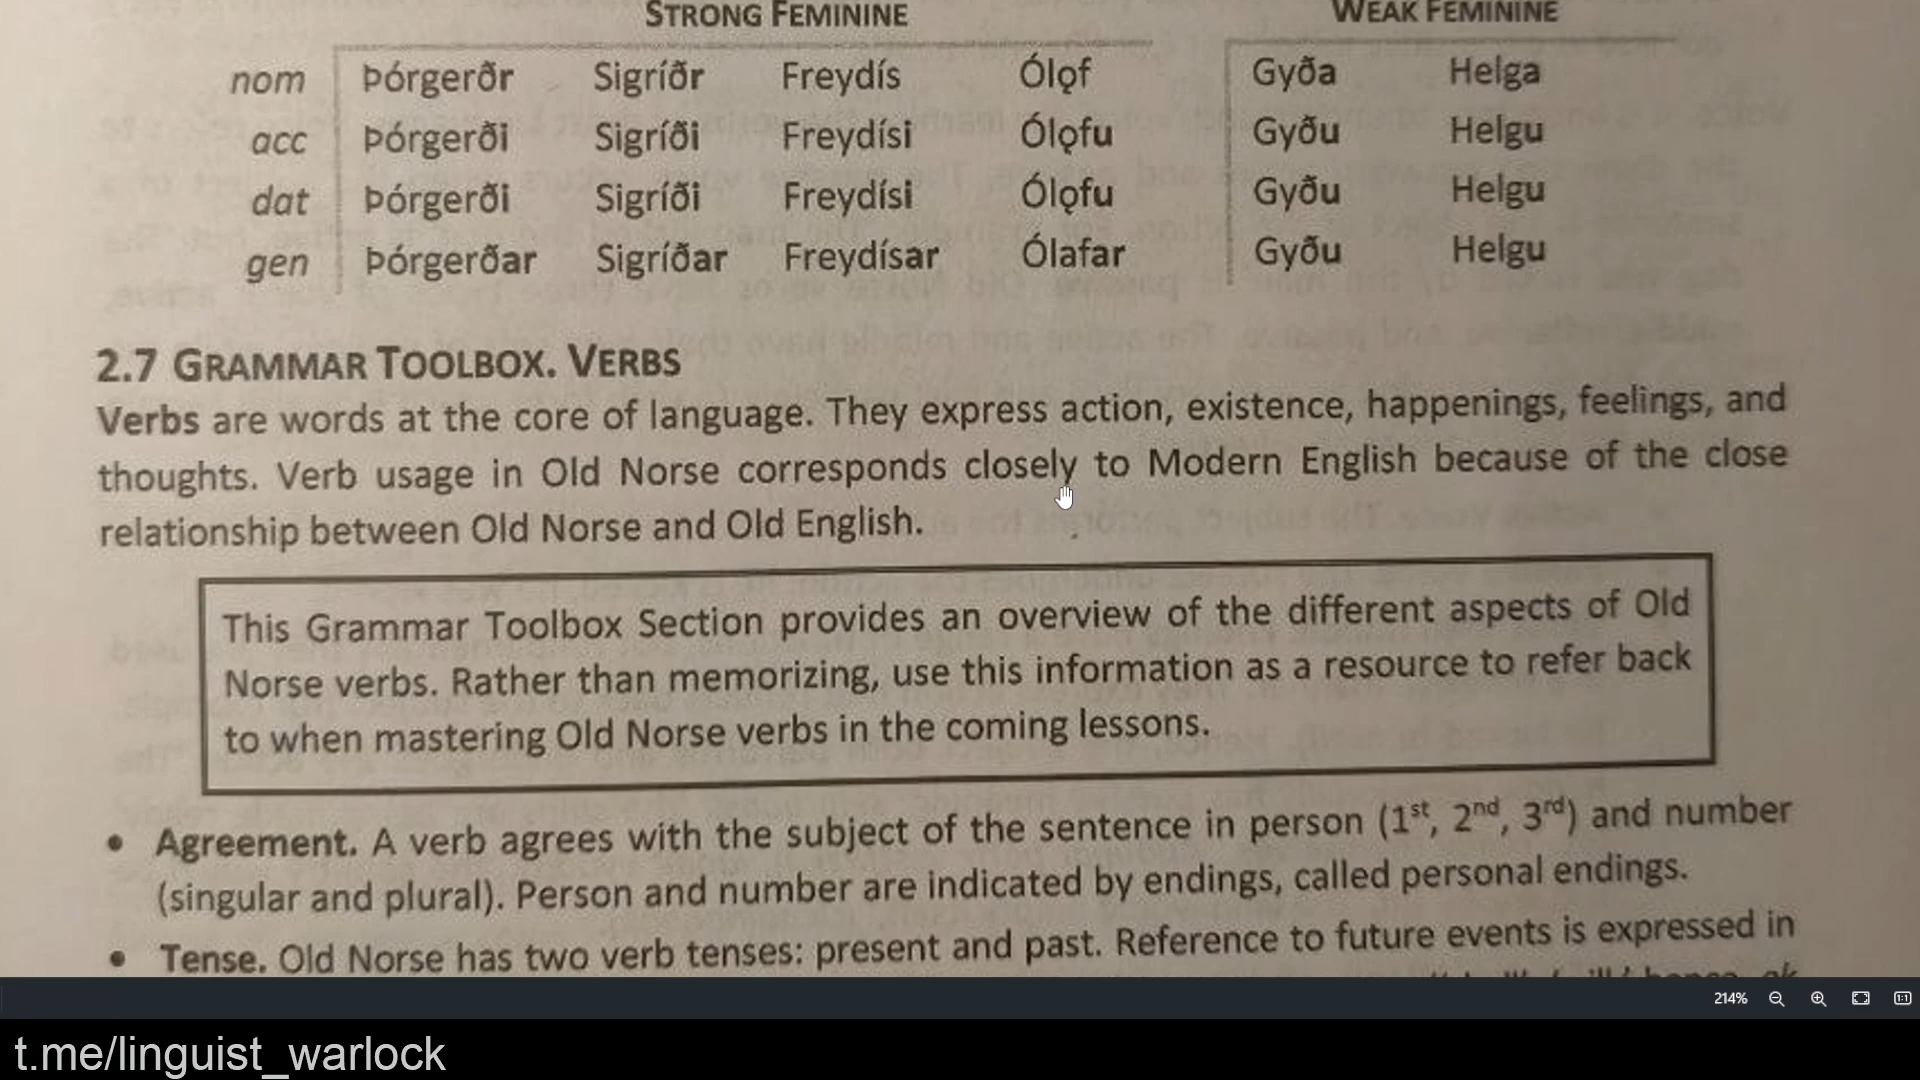 STRONG FEMININE WEAK FEMININE
nom Þórgerðr Sigríðr Freydís Ólǫf Gyða Helga
acc Þórgerði Sigríði Freydísi Ólǫfu Gyðu Helgu
dat Þórgerði Sigríði Freydísi Ólǫfu Gyðu Helgu
gen Þórgerðar Sigríðar Freydísar Ólafar Gyðu Helgu
2.7 GRAMMAR TOOLBOX. VERBS
Verbs are words at the core of language. They express action, existence, happenings, feelings, and
thoughts. Verb usage in Old Norse corresponds closely to Modern English because of the close
relationship between Old Norse and Old English.
This Grammar Toolbox Section provides an overview of the different aspects of Old
Norse verbs. Rather than memorizing, use this information as a resource to refer back
to when mastering Old Norse verbs in the coming lessons.
• Agreement. A verb agrees with the subject of the sentence in person (1st, 2nd, 3rd) and number
(singular and plural). Person and number are indicated by endings, called personal endings.
• Tense. Old Norse has two verb tenses: present and past. Reference to future events is expressed in
214%
t.me/linguist_warlock